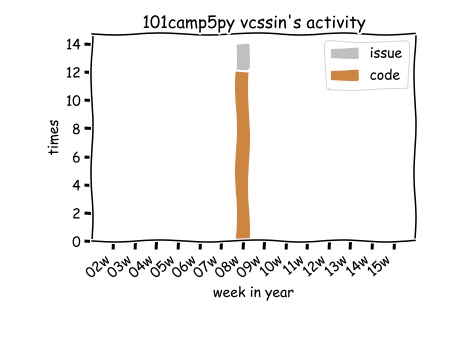 101camp5py vcssin's activity
issue
code
14
12
10
8
6
4
2
0
times
02w 03w 04w 05w 06w 07w 08w 09w 10w 11w 12w 13w 14w 15w
week in year